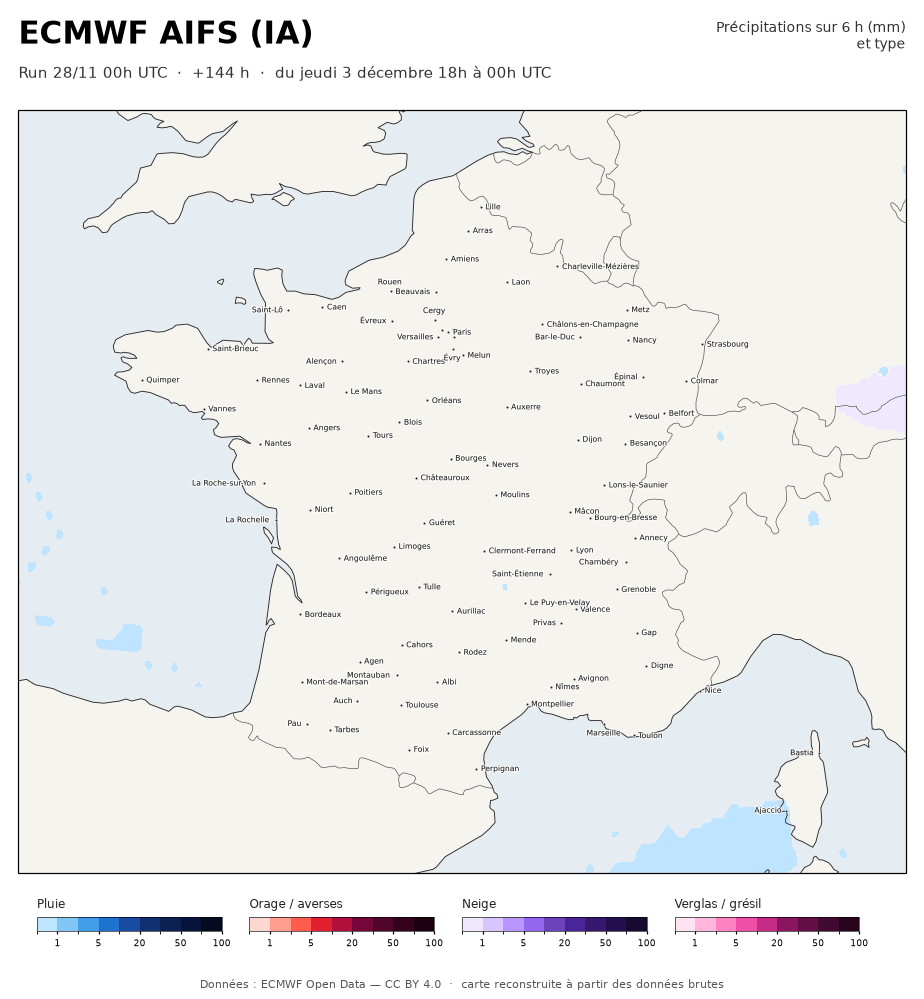 ECMWF AIFS (IA)
Précipitations sur 6 h (mm)
et type
Run 28/11 00h UTC · +144 h · du jeudi 3 décembre 18h à 00h UTC
Lille
Arras
Amiens
Charleville-Mézières
Rouen
Laon
Beauvais
Saint-Lô
Caen
Cergy
Metz
Évreux
Châlons-en-Champagne
Versailles
Paris
Bar-le-Duc
Nancy
Strasbourg
Saint-Brieuc
Alençon
Chartres
Évry
Melun
Troyes
Épinal
Quimper
Rennes
Laval
Chaumont
Colmar
Le Mans
Orléans
Vannes
Auxerre
Vesoul
Belfort
Angers
Blois
Tours
Nantes
Dijon
Besançon
Bourges
Nevers
Châteauroux
La Roche-sur-Yon
Lons-le-Saunier
Poitiers
Moulins
Niort
Mâcon
Bourg-en-Bresse
La Rochelle
Guéret
Annecy
Limoges
Clermont-Ferrand
Lyon
Angoulême
Chambéry
Saint-Étienne
Tulle
Périgueux
Grenoble
Le Puy-en-Velay
Valence
Bordeaux
Aurillac
Privas
Gap
Mende
Cahors
Rodez
Agen
Digne
Montauban
Mont-de-Marsan
Albi
Avignon
Nîmes
Nice
Auch
Toulouse
Montpellier
Pau
Tarbes
Carcassonne
Marseille
Toulon
Foix
Bastia
Perpignan
Ajaccio
Pluie
1 5 20 50 100
Orage / averses
1 5 20 50 100
Neige
1 5 20 50 100
Verglas / grésil
1 5 20 50 100
Données : ECMWF Open Data — CC BY 4.0 · carte reconstruite à partir des données brutes